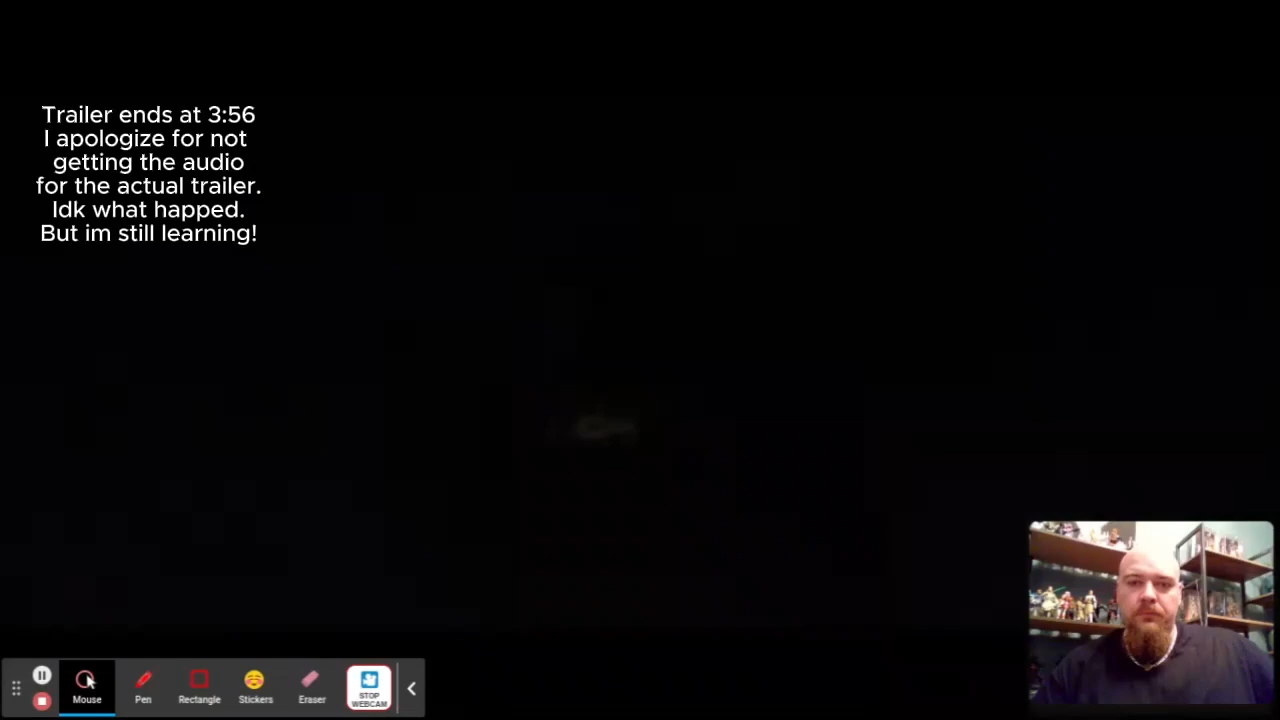 Trailer ends at 3:56
I apologize for not
getting the audio
for the actual trailer.
Idk what happed.
But im still learning!
Mouse
Pen
Rectangle
Stickers
Eraser
STOP
WEBCAM